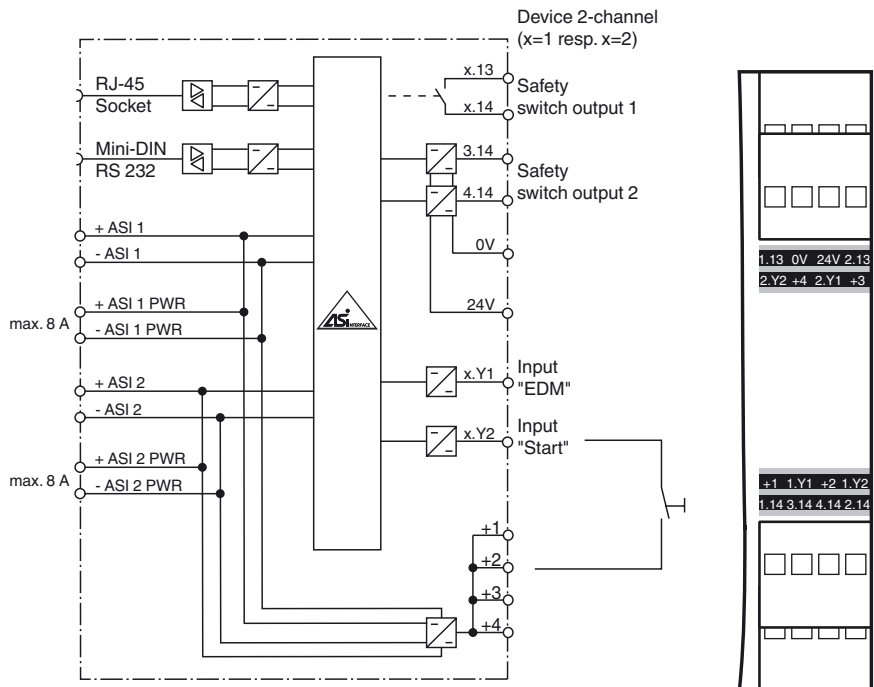 Device 2-channel
(x=1 resp. x=2)
RJ-45
Socket
x.13
x.14
Safety
switch output 1
Mini-DIN
RS 232
3.14
4.14
Safety
switch output 2
+ ASI 1
- ASI 1
0V
+ ASI 1 PWR
max. 8 A
- ASI 1 PWR
24V
ASi
INTERFACE
+ ASI 2
- ASI 2
x.Y1
Input
"EDM"
x.Y2
Input
"Start"
+ ASI 2 PWR
max. 8 A
- ASI 2 PWR
+1
+2
+3
+4
1.13 0V 24V 2.13
2.Y2 +4 2.Y1 +3
+1 1.Y1 +2 1.Y2
1.14 3.14 4.14 2.14